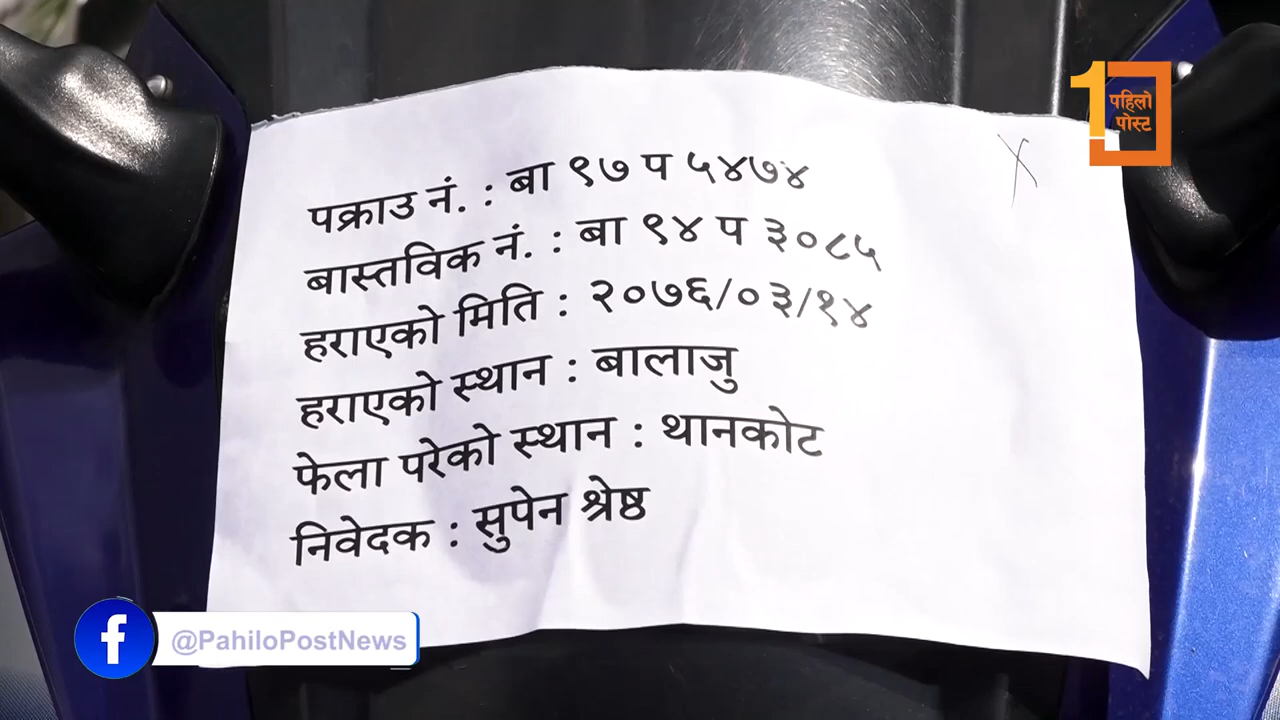 पहिलो
पोस्ट
पक्राउ नं. : बा ९७ प ५४७४
बास्तविक नं. : बा ९४ प ३०८५
हराएको मिति : २०७६/०३/१४
हराएको स्थान : बालाजु
फेला परेको स्थान : थानकोट
निवेदक : सुपेन श्रेष्ठ
@PahiloPostNews